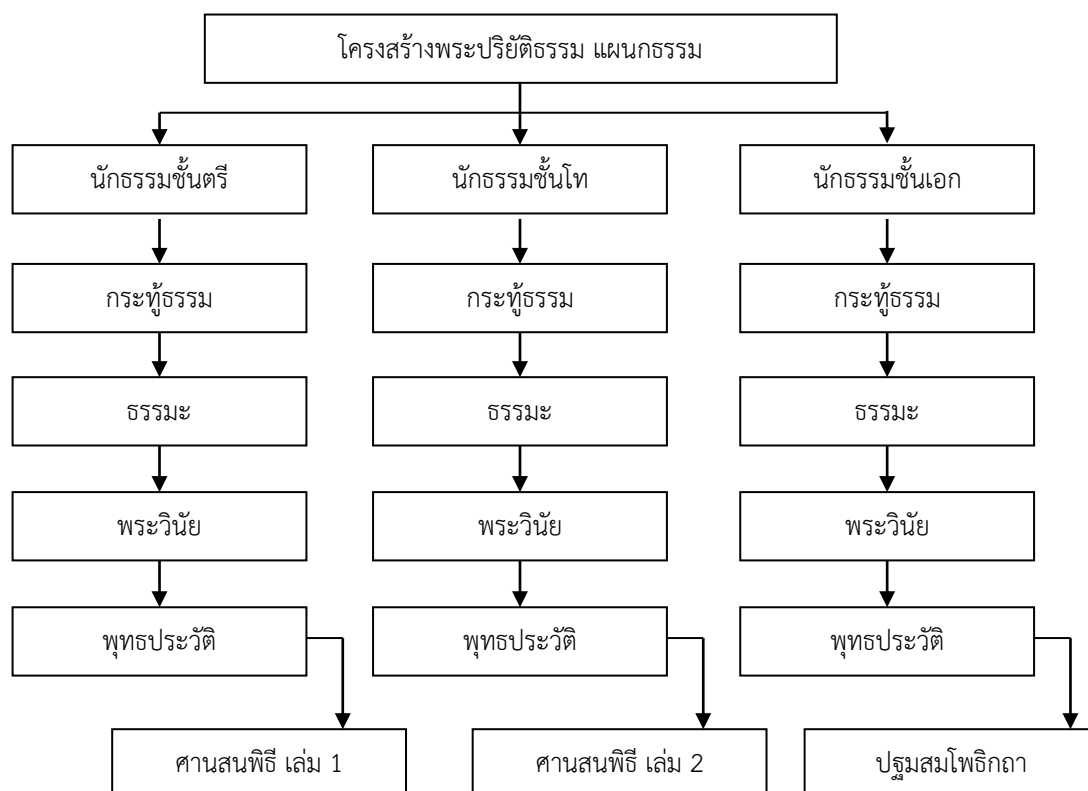 โครงสร้างพระปริยัติธรรม แผนกธรรม
นักธรรมชั้นตรี
นักธรรมชั้นโท
นักธรรมชั้นเอก
กระทู้ธรรม
กระทู้ธรรม
กระทู้ธรรม
ธรรมะ
ธรรมะ
ธรรมะ
พระวินัย
พระวินัย
พระวินัย
พุทธประวัติ
พุทธประวัติ
พุทธประวัติ
ศานสนพิธี เล่ม 1
ศานสนพิธี เล่ม 2
ปฐมสมโพธิกถา